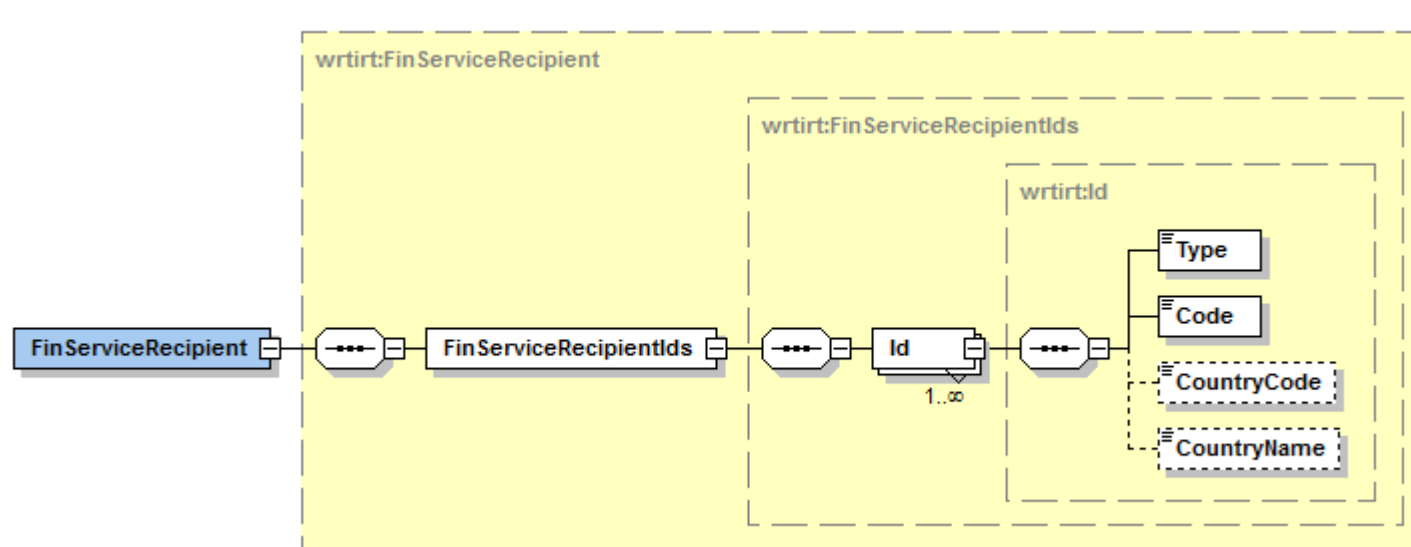 wrtirt:FinServiceRecipient
wrtirt:FinServiceRecipientIds
wrtirt:Id
Type
Code
FinServiceRecipient
FinServiceRecipientIds
Id
CountryCode
1..∞
CountryName